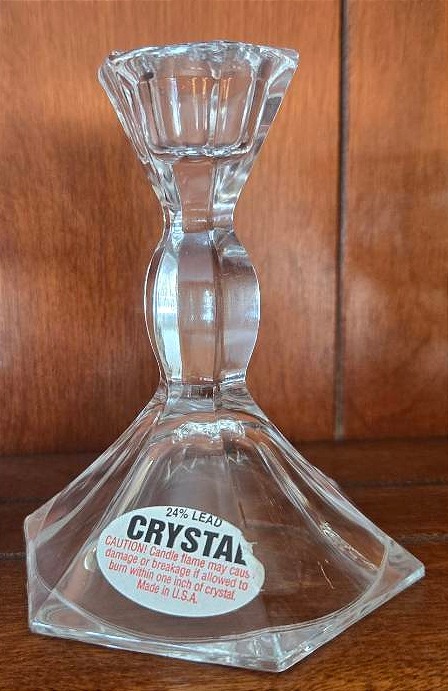 24% LEAD
CRYSTAL
CAUTION! Candle flame may caus
damage or breakage if allowed to
burn within one inch of crystal.
Made in U.S.A.